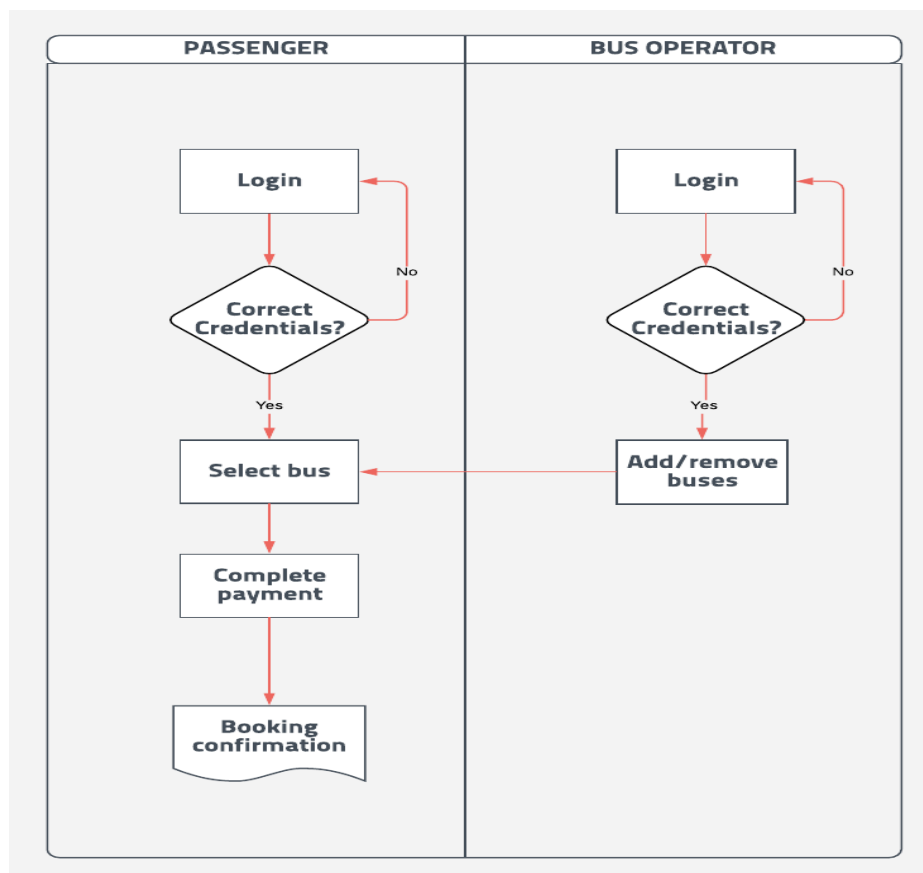 PASSENGER
BUS OPERATOR
Login
No
Correct
Credentials?
Yes
Select bus
Complete
payment
Booking
confirmation
Login
No
Correct
Credentials?
Yes
Add/remove
buses